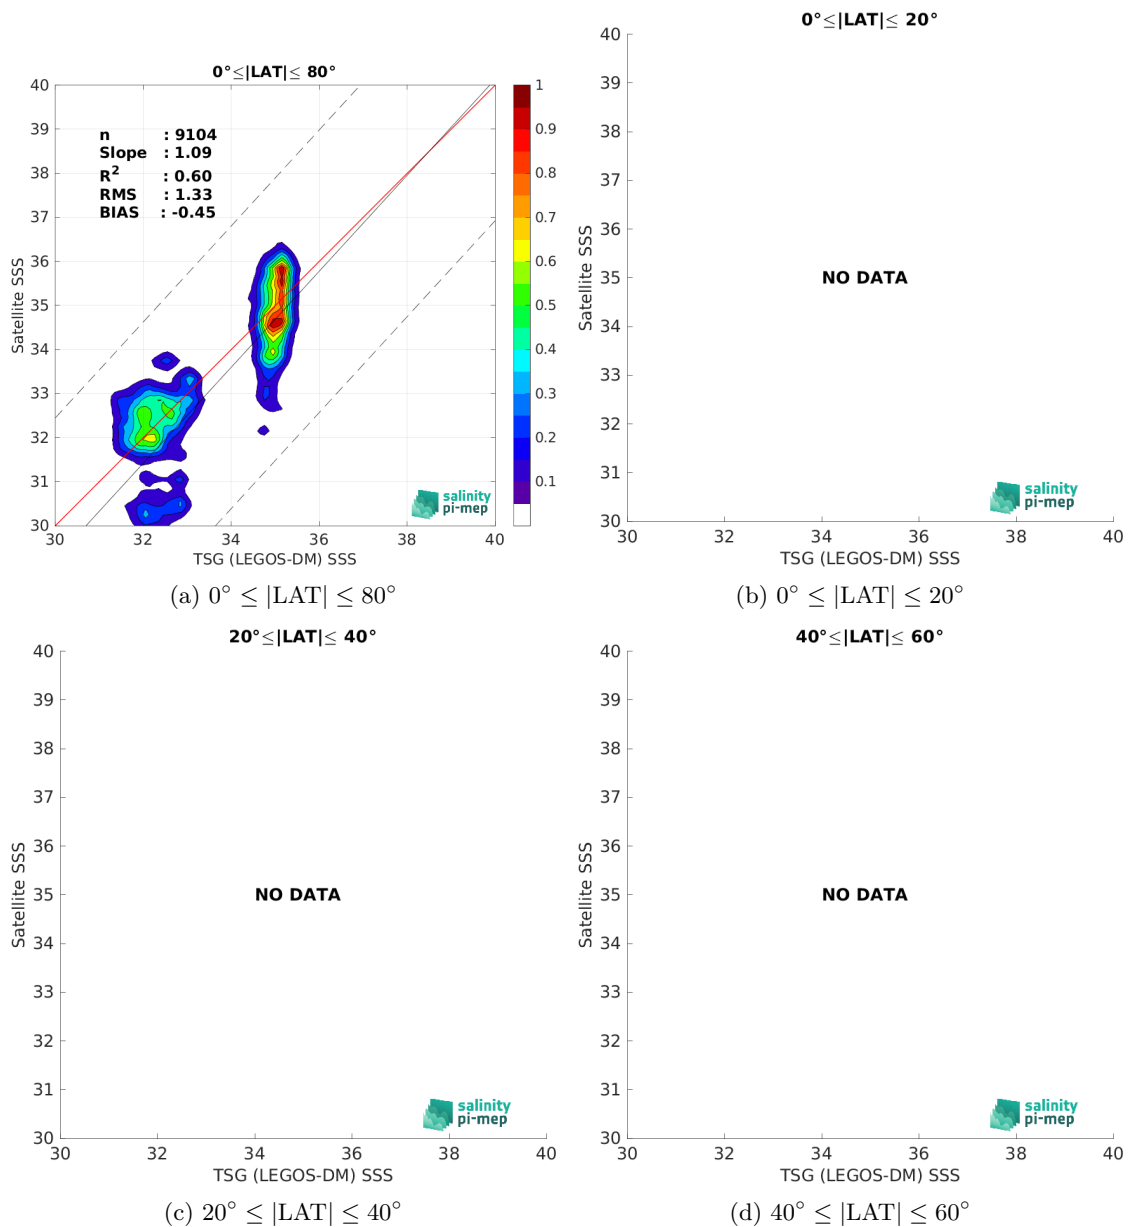 0°≤|LAT|≤ 80°
n : 9104
Slope : 1.09
R² : 0.60
RMS : 1.33
BIAS : -0.45
40
39
38
37
36
35
34
33
32
31
30
Satellite SSS
30 32 34 36 38 40
TSG (LEGOS-DM) SSS
1
0.9
0.8
0.7
0.6
0.5
0.4
0.3
0.2
0.1
salinity
pi-mep
(a) 0° ≤ |LAT| ≤ 80°
0°≤|LAT|≤ 20°
40
39
38
37
36
35
34
33
32
31
30
Satellite SSS
NO DATA
salinity
pi-mep
30 32 34 36 38 40
TSG (LEGOS-DM) SSS
(b) 0° ≤ |LAT| ≤ 20°
20°≤|LAT|≤ 40°
40
39
38
37
36
35
34
33
32
31
30
Satellite SSS
NO DATA
salinity
pi-mep
30 32 34 36 38 40
TSG (LEGOS-DM) SSS
(c) 20° ≤ |LAT| ≤ 40°
40°≤|LAT|≤ 60°
40
39
38
37
36
35
34
33
32
31
30
Satellite SSS
NO DATA
salinity
pi-mep
30 32 34 36 38 40
TSG (LEGOS-DM) SSS
(d) 40° ≤ |LAT| ≤ 60°